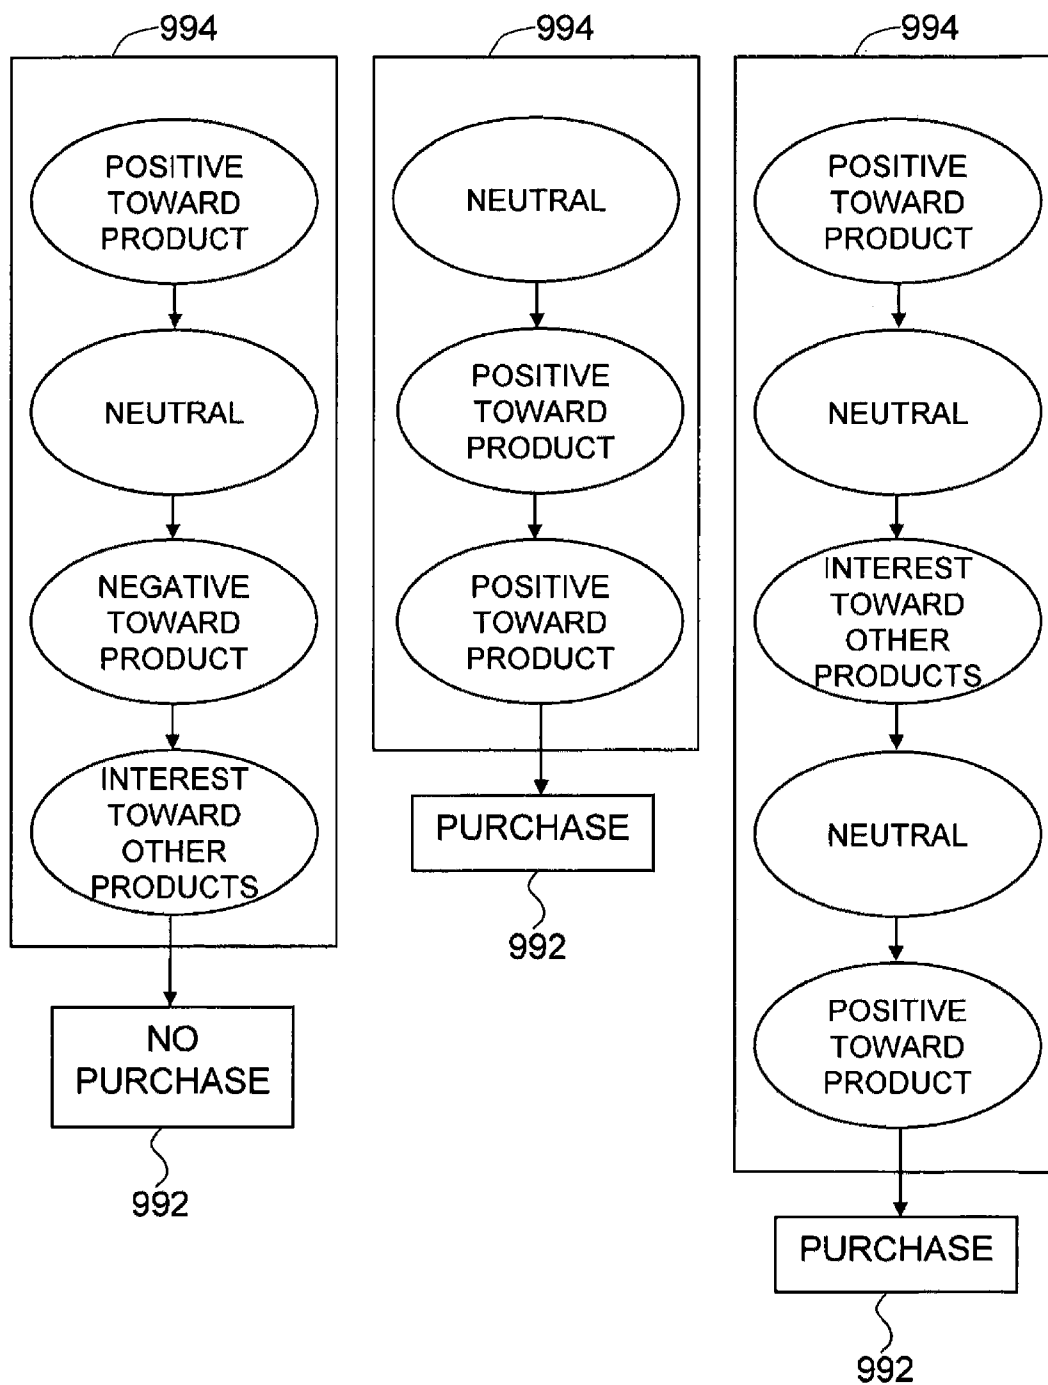 994
POSITIVE
TOWARD
PRODUCT
NEUTRAL
NEGATIVE
TOWARD
PRODUCT
INTEREST
TOWARD
OTHER
PRODUCTS
NO
PURCHASE
992
994
NEUTRAL
POSITIVE
TOWARD
PRODUCT
POSITIVE
TOWARD
PRODUCT
PURCHASE
992
994
POSITIVE
TOWARD
PRODUCT
NEUTRAL
INTEREST
TOWARD
OTHER
PRODUCTS
NEUTRAL
POSITIVE
TOWARD
PRODUCT
PURCHASE
992